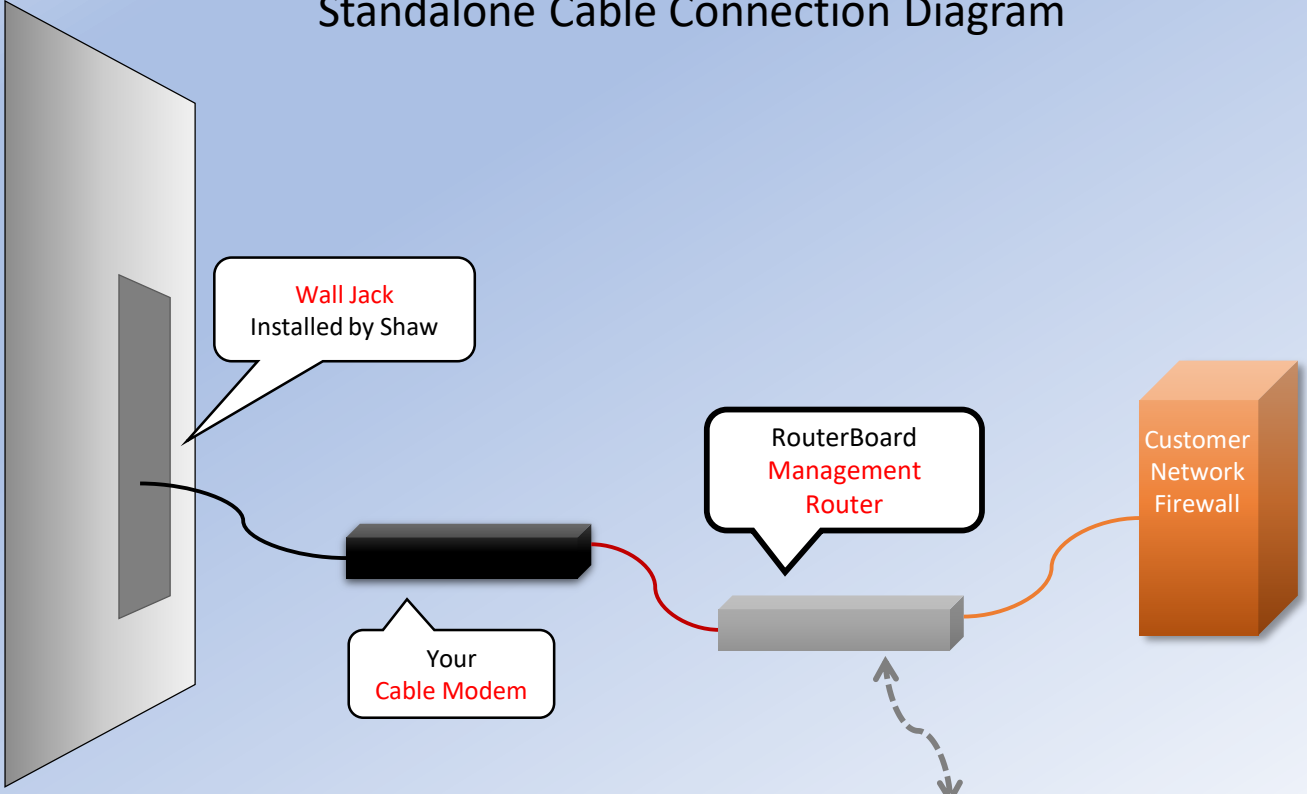 Standalone Cable Connection Diagram
Wall Jack
Installed by Shaw
RouterBoard
Management
Router
Customer
Network
Firewall
Your
Cable Modem